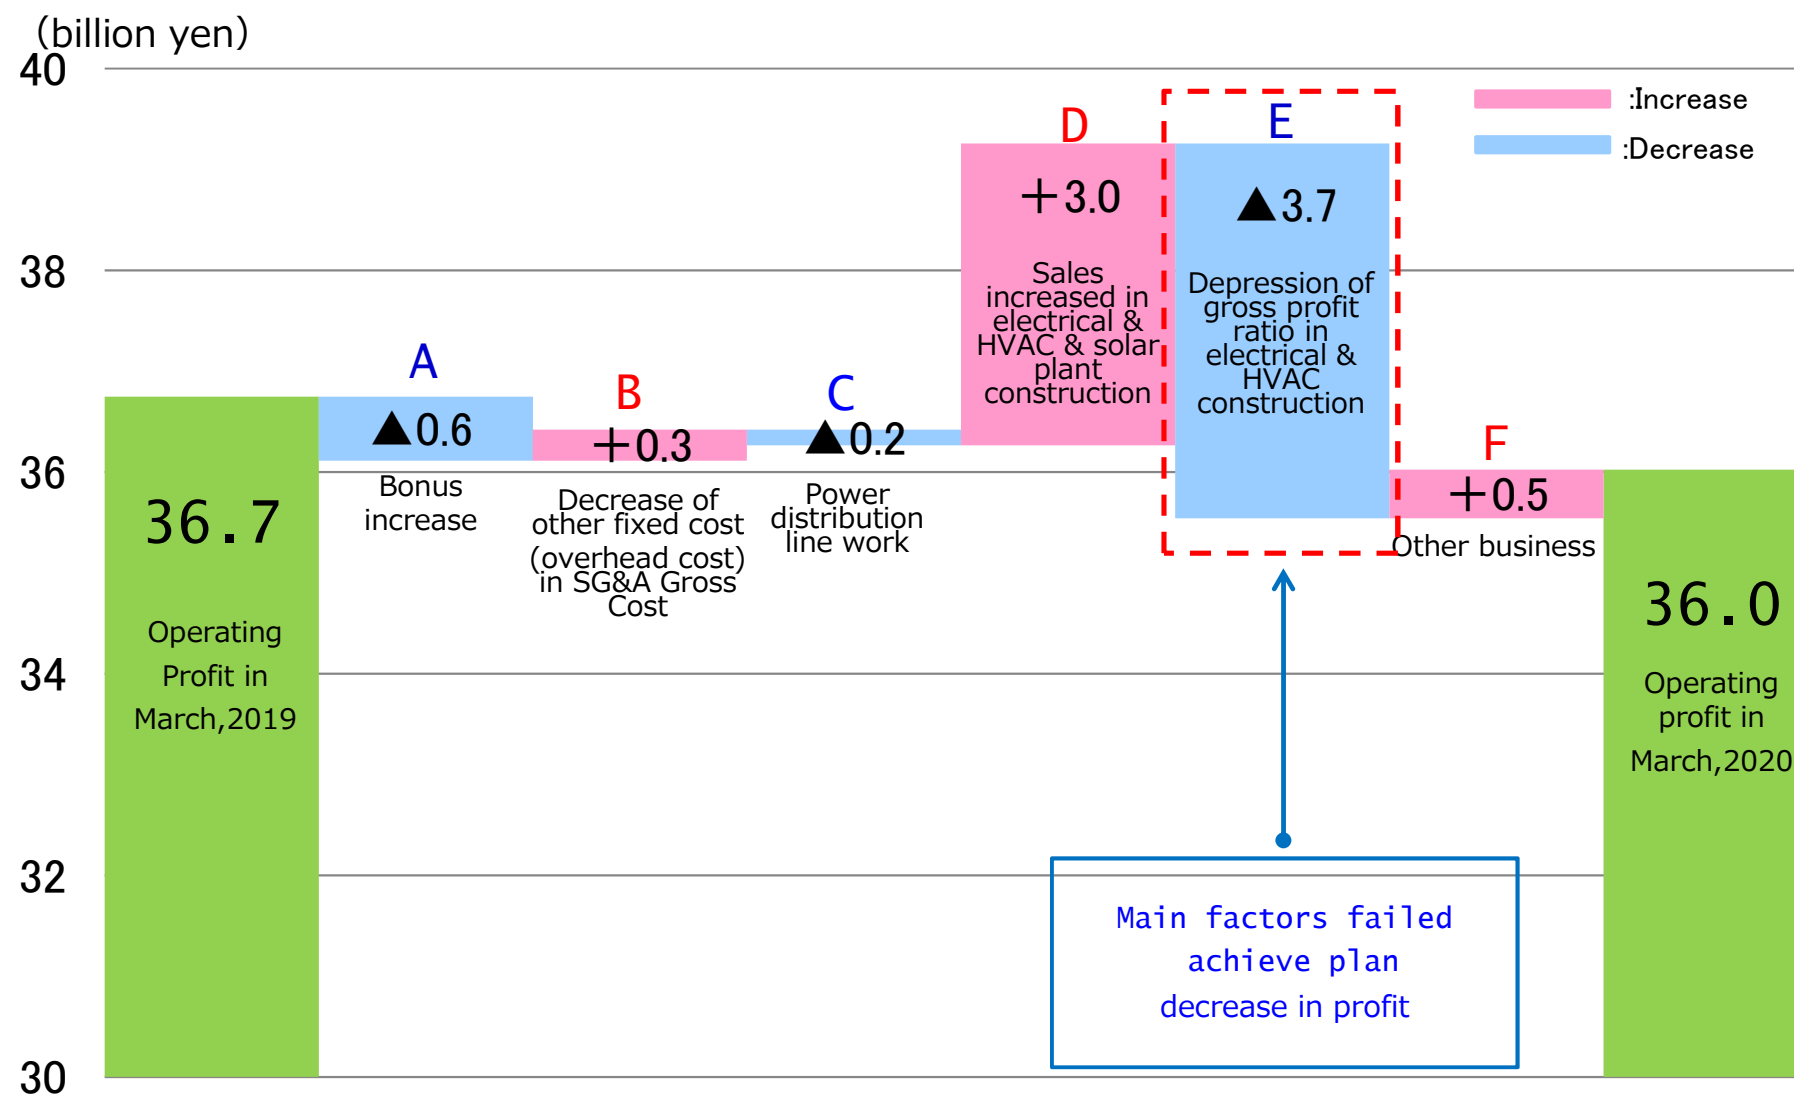 (billion yen)
40
38
36
34
32
30
:Increase
:Decrease
36.7
Operating
Profit in
March,2019
A
▲0.6
Bonus
increase
B
+0.3
Decrease of
other fixed cost
(overhead cost)
in SG&A Gross
Cost
C
▲0.2
Power
distribution
line work
D
+3.0
Sales
increased in
electrical &
HVAC & solar
plant
construction
E
▲3.7
Depression of
gross profit
ratio in
electrical &
HVAC
construction
F
+0.5
Other business
36.0
Operating
profit in
March,2020
Main factors failed
achieve plan
decrease in profit